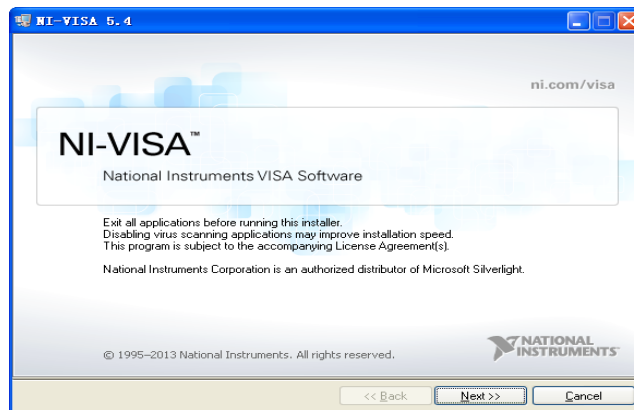 NI-VISA 5.4
ni.com/visa
NI-VISA™
National Instruments VISA Software
Exit all applications before running this installer.
Disabling virus scanning applications may improve installation speed.
This program is subject to the accompanying License Agreement(s).
National Instruments Corporation is an authorized distributor of Microsoft Silverlight.
© 1995–2013 National Instruments. All rights reserved.
NATIONAL
INSTRUMENTS™
<< Back Next >> Cancel